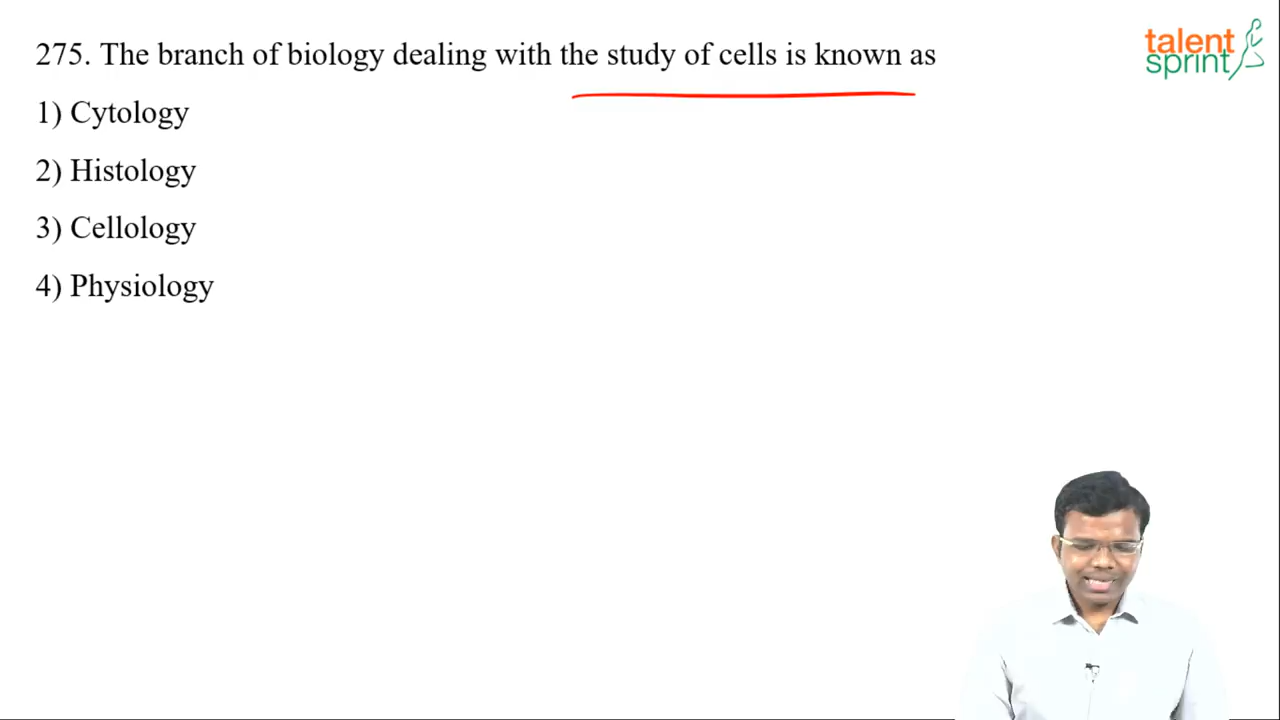 275. The branch of biology dealing with the study of cells is known as
1) Cytology
2) Histology
3) Cellology
4) Physiology
talent
sprint